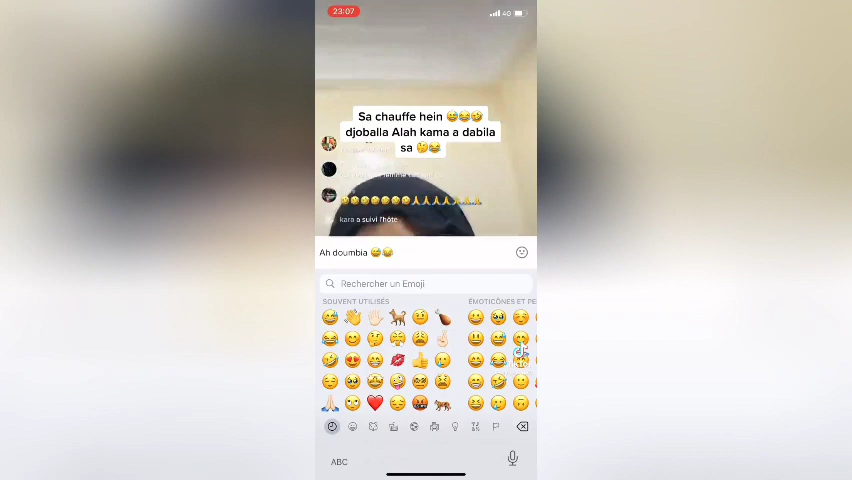 23:07
4G
Sa chauffe hein 😅😂🤣
djoballa Alah kama a dabila
sa 🤔😂
🤣🤣🤣🤣🤣🤣🤣🙏🙏🙏🙏🙏🙏🙏
kara a suivi l'hôte
Ah doumbia 😅😂
Rechercher un Emoji
SOUVENT UTILISÉS
ÉMOTICÔNES ET PE
ABC